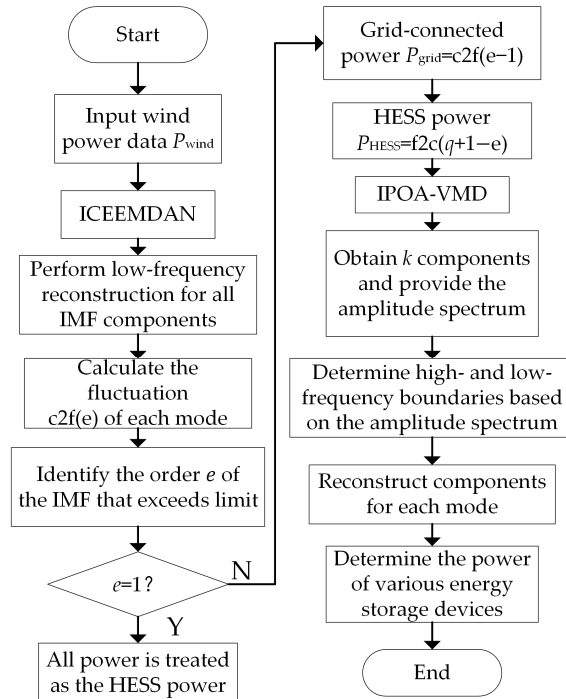 Start
Input wind
power data Pwind
ICEEMDAN
Perform low-frequency
reconstruction for all
IMF components
Calculate the
fluctuation
c2f(e) of each mode
Identify the order e of
the IMF that exceeds limit
e=1?
N
Y
All power is treated
as the HESS power
Grid-connected
power Pgrid=c2f(e−1)
HESS power
PHESS=f2c(q+1−e)
IPOA-VMD
Obtain k components
and provide the
amplitude spectrum
Determine high- and low-
frequency boundaries based
on the amplitude spectrum
Reconstruct components
for each mode
Determine the power
of various energy
storage devices
End